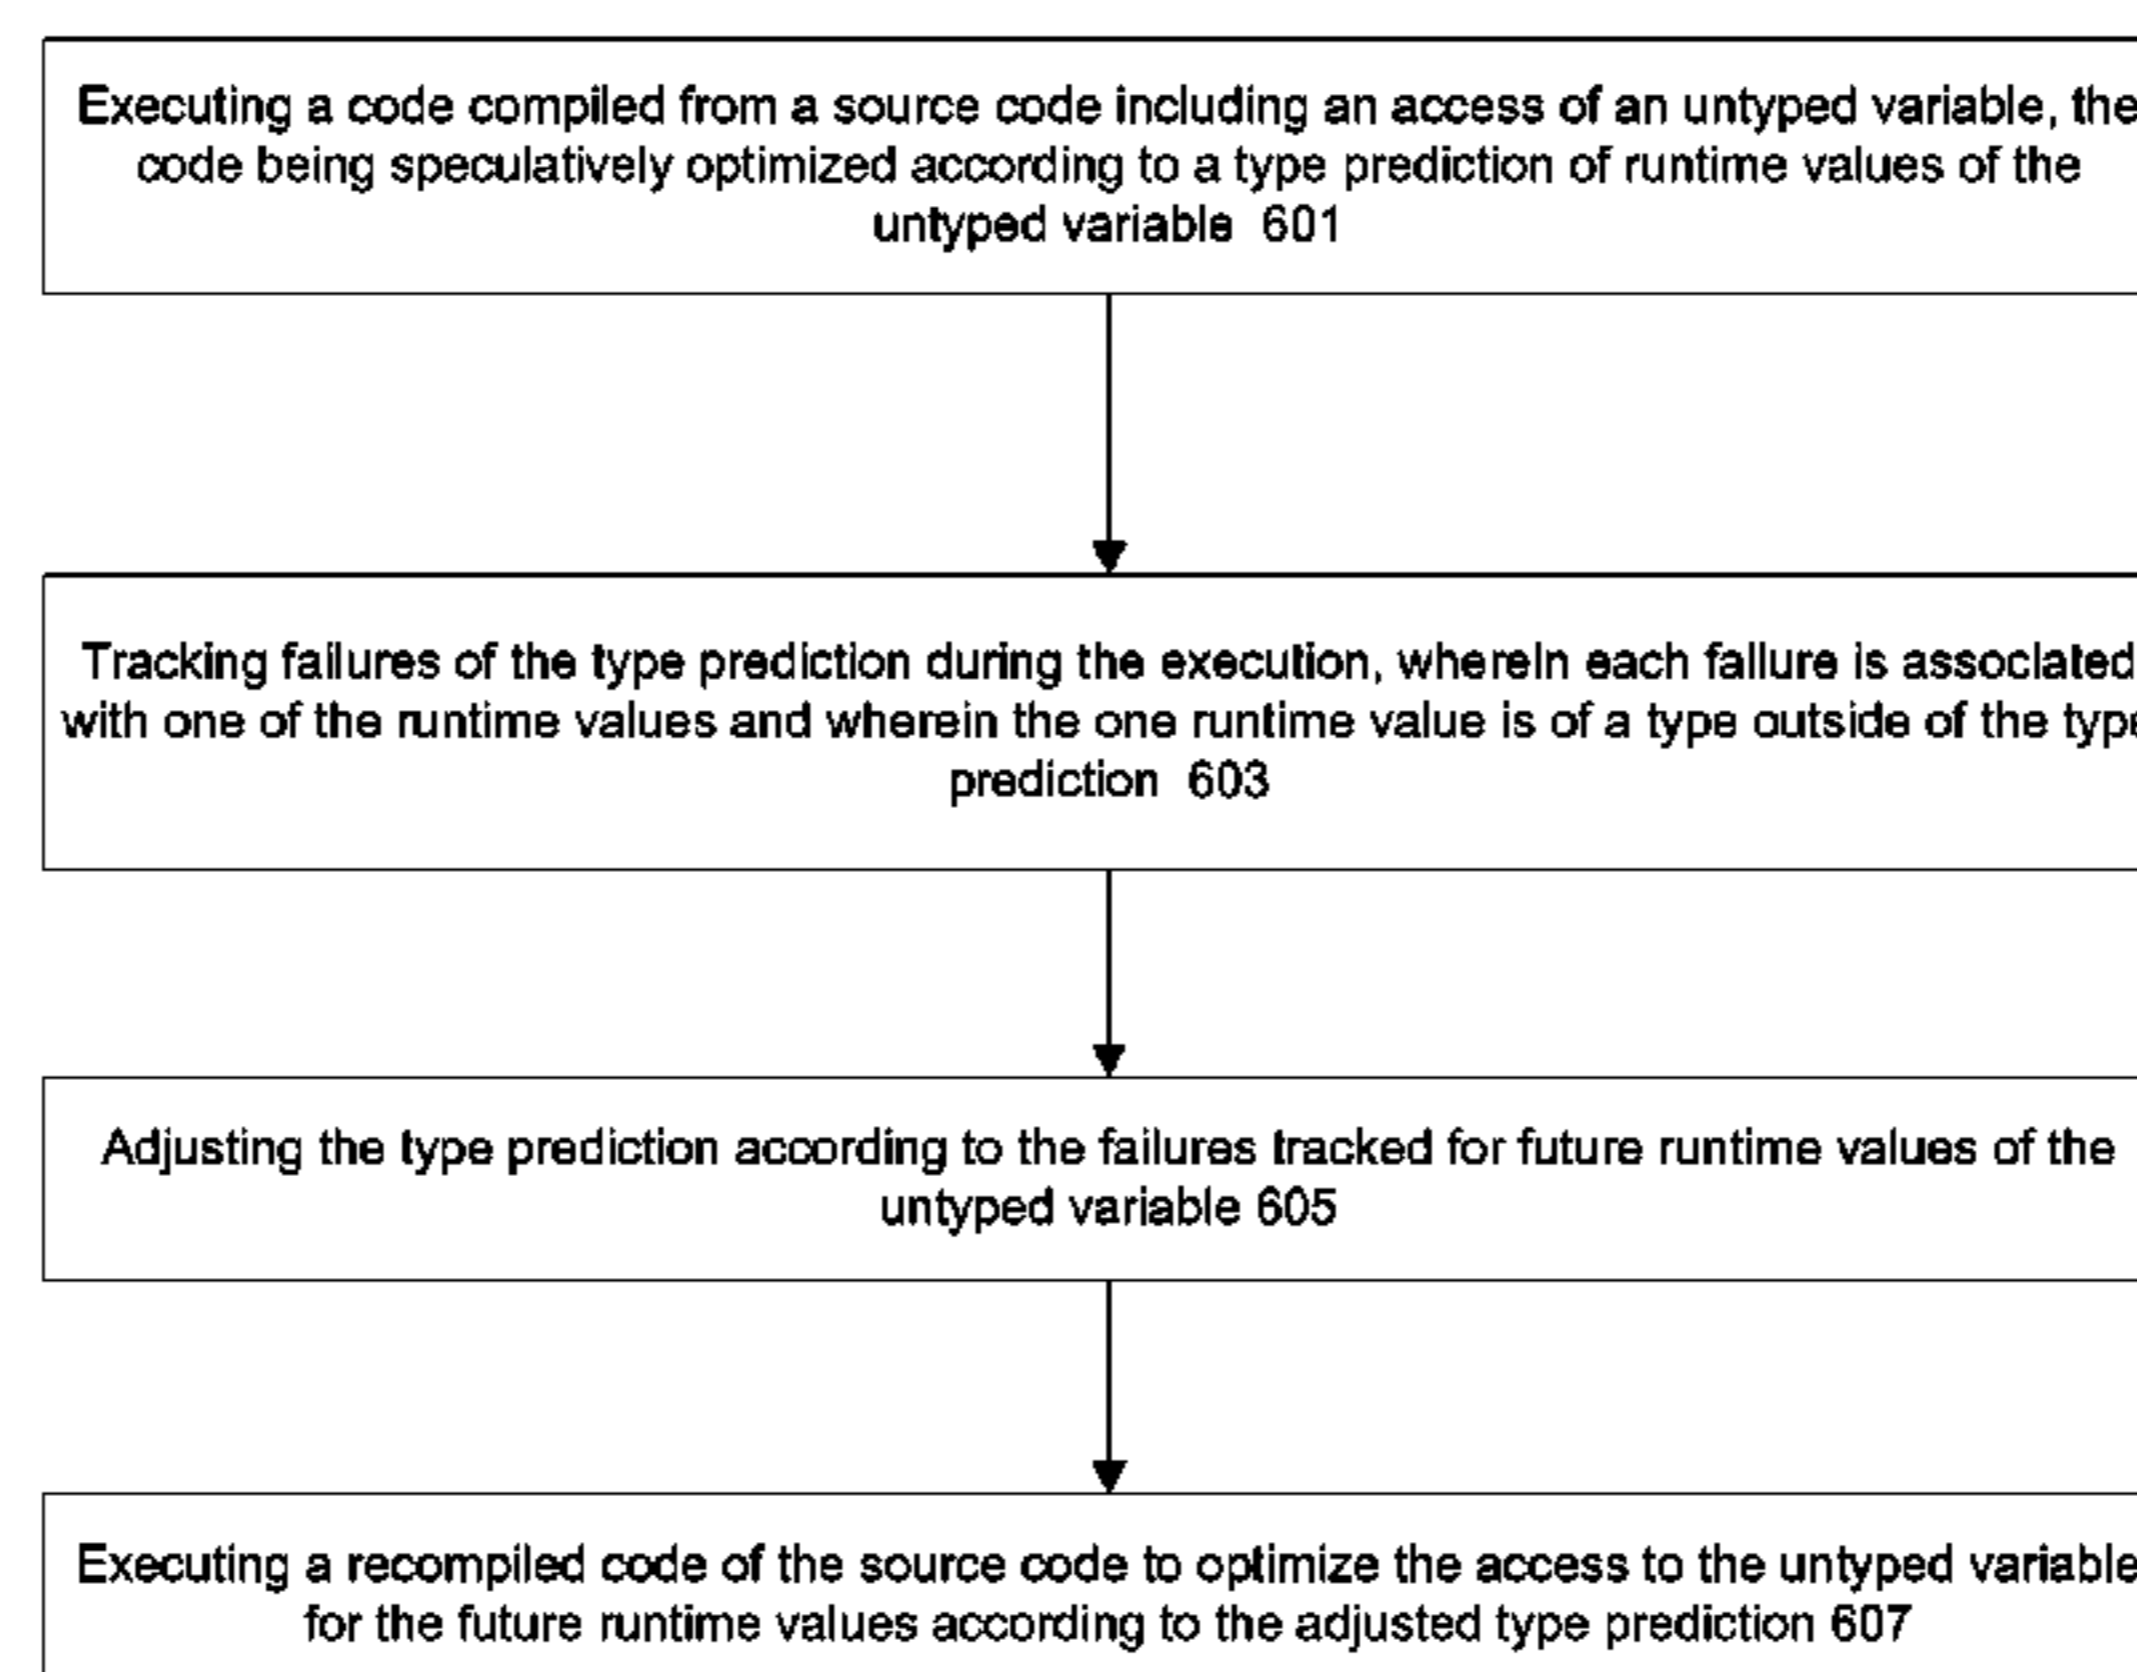 Executing a code compiled from a source code including an access of an untyped variable, the
code being speculatively optimized according to a type prediction of runtime values of the
untyped variable 601
Tracking failures of the type prediction during the execution, wherein each failure is associated
with one of the runtime values and wherein the one runtime value is of a type outside of the type
prediction 603
Adjusting the type prediction according to the failures tracked for future runtime values of the
untyped variable 605
Executing a recompiled code of the source code to optimize the access to the untyped variable
for the future runtime values according to the adjusted type prediction 607